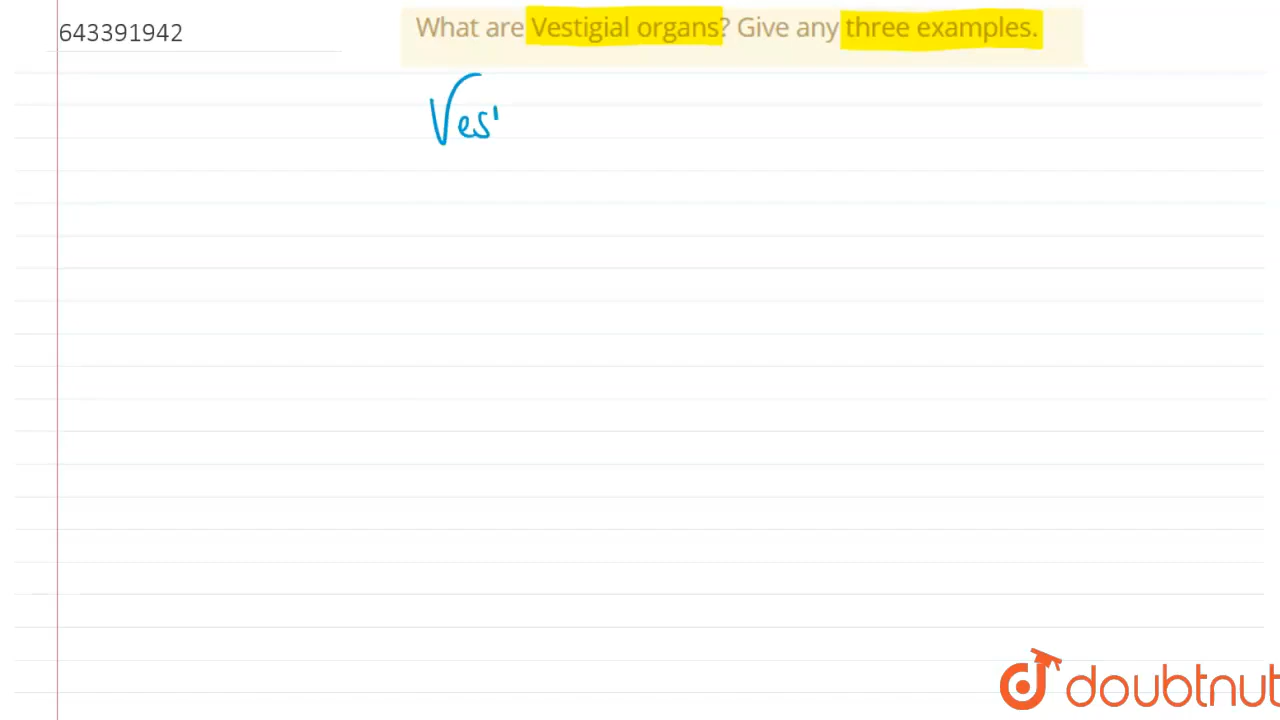 643391942
What are Vestigial organs? Give any three examples.
Ves'
doubtnut